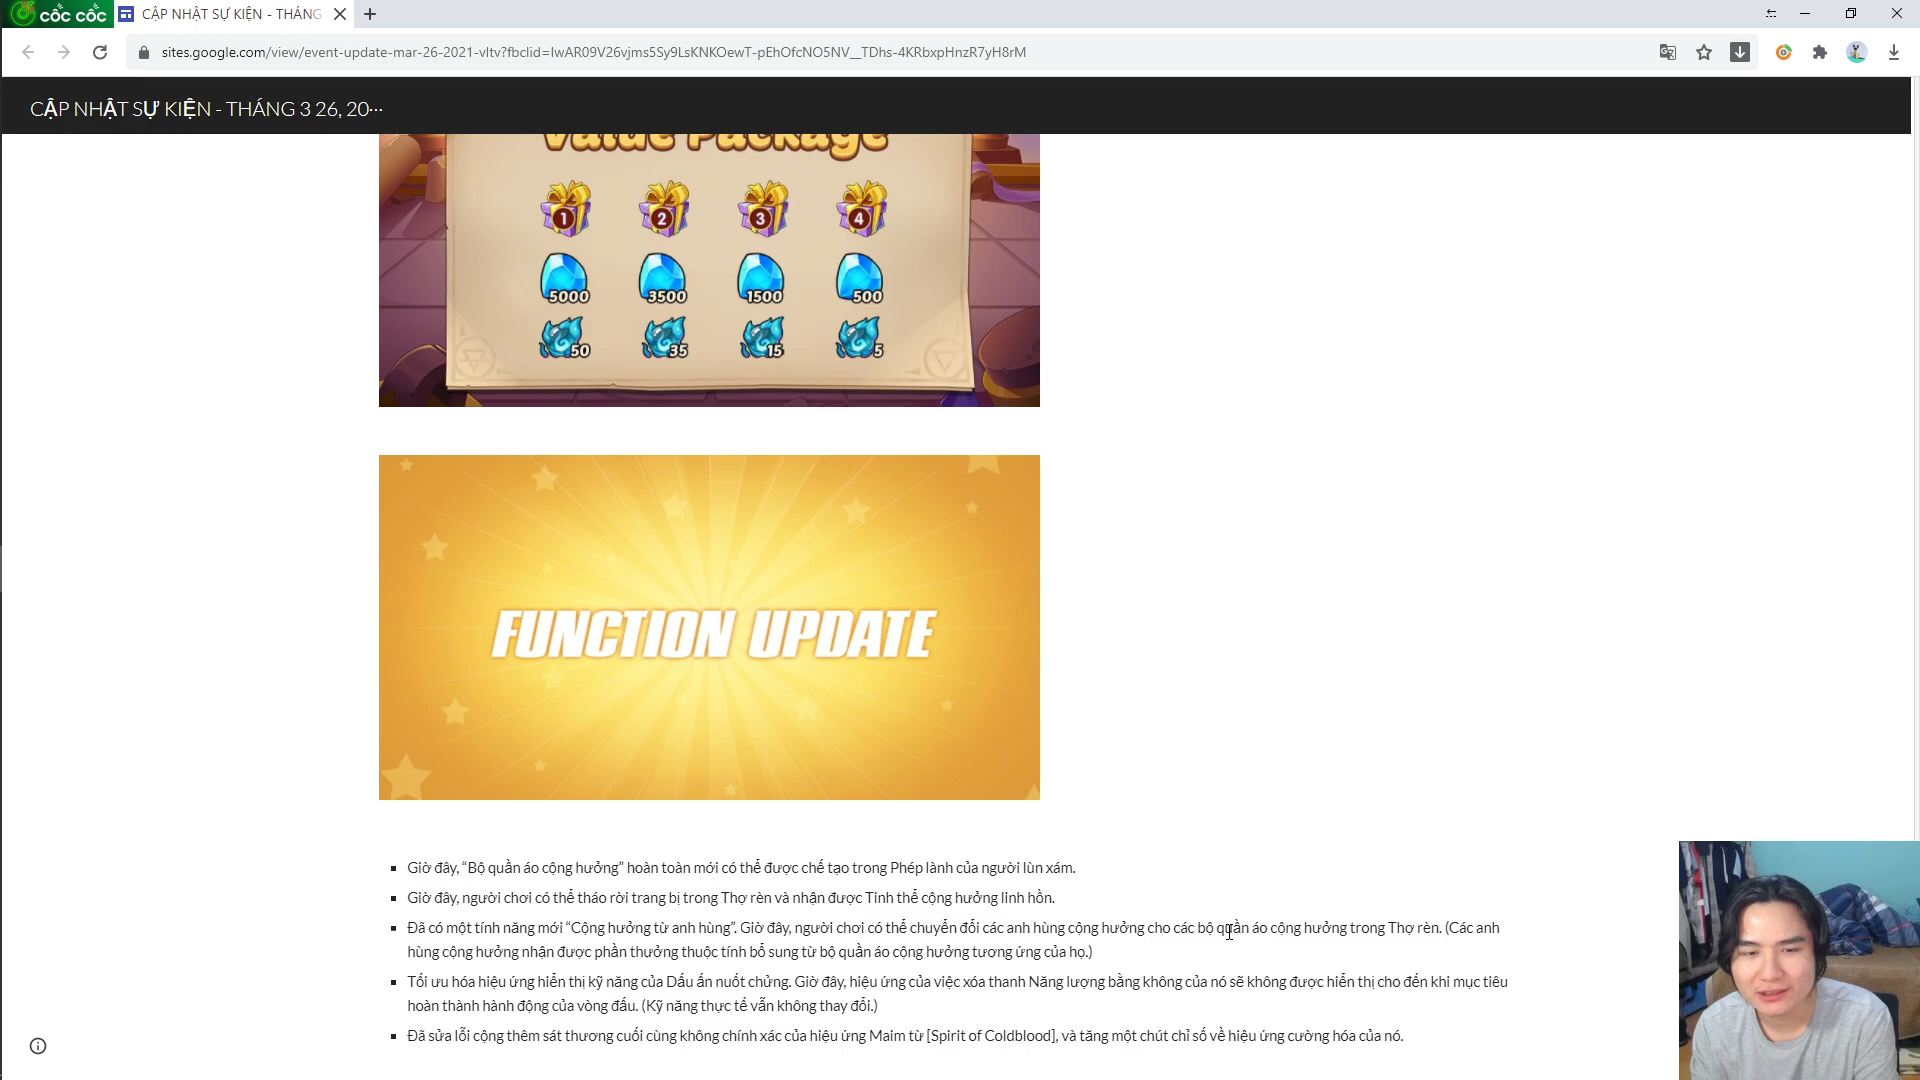 cốc cốc
CẬP NHẬT SỰ KIỆN - THÁNG
sites.google.com/view/event-update-mar-26-2021-vltv?fbclid=IwAR09V26vjms5Sy9LsKNKOewT-pEhOfcNO5NV__TDhs-4KRbxpHnzR7yH8rM
CẬP NHẬT SỰ KIỆN - THÁNG 3 26, 20···
Value Package
1 2 3 4
5000 3500 1500 500
50 35 15 5
FUNCTION UPDATE
Giờ đây, “Bộ quần áo cộng hưởng” hoàn toàn mới có thể được chế tạo trong Phép lành của người lùn xám.
Giờ đây, người chơi có thể tháo rời trang bị trong Thợ rèn và nhận được Tinh thể cộng hưởng linh hồn.
Đã có một tính năng mới “Cộng hưởng từ anh hùng”. Giờ đây, người chơi có thể chuyển đổi các anh hùng cộng hưởng cho các bộ quần áo cộng hưởng trong Thợ rèn. (Các anh
hùng cộng hưởng nhận được phần thưởng thuộc tính bổ sung từ bộ quần áo cộng hưởng tương ứng của họ.)
Tối ưu hóa hiệu ứng hiển thị kỹ năng của Dấu ấn nuốt chửng. Giờ đây, hiệu ứng của việc xóa thanh Năng lượng bằng không của nó sẽ không được hiển thị cho đến khi mục tiêu
hoàn thành hành động của vòng đấu. (Kỹ năng thực tế vẫn không thay đổi.)
Đã sửa lỗi cộng thêm sát thương cuối cùng không chính xác của hiệu ứng Maim từ [Spirit of Coldblood], và tăng một chút chỉ số về hiệu ứng cường hóa của nó.